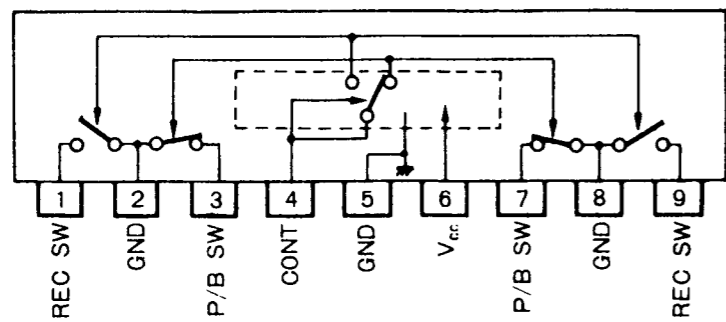 1 2 3 4 5 6 7 8 9
REC SW
GND
P/B SW
CONT
GND
Vcc
P/B SW
GND
REC SW